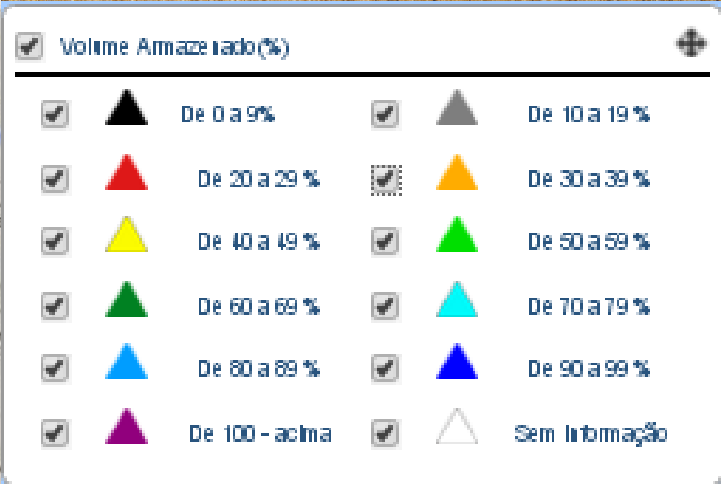 Volume Armazenado(%)
De 0 a 9% De 10 a 19 %
De 20 a 29 % De 30 a 39 %
De 40 a 49 % De 50 a 59 %
De 60 a 69 % De 70 a 79 %
De 80 a 89 % De 90 a 99 %
De 100 - acima Sem Informação